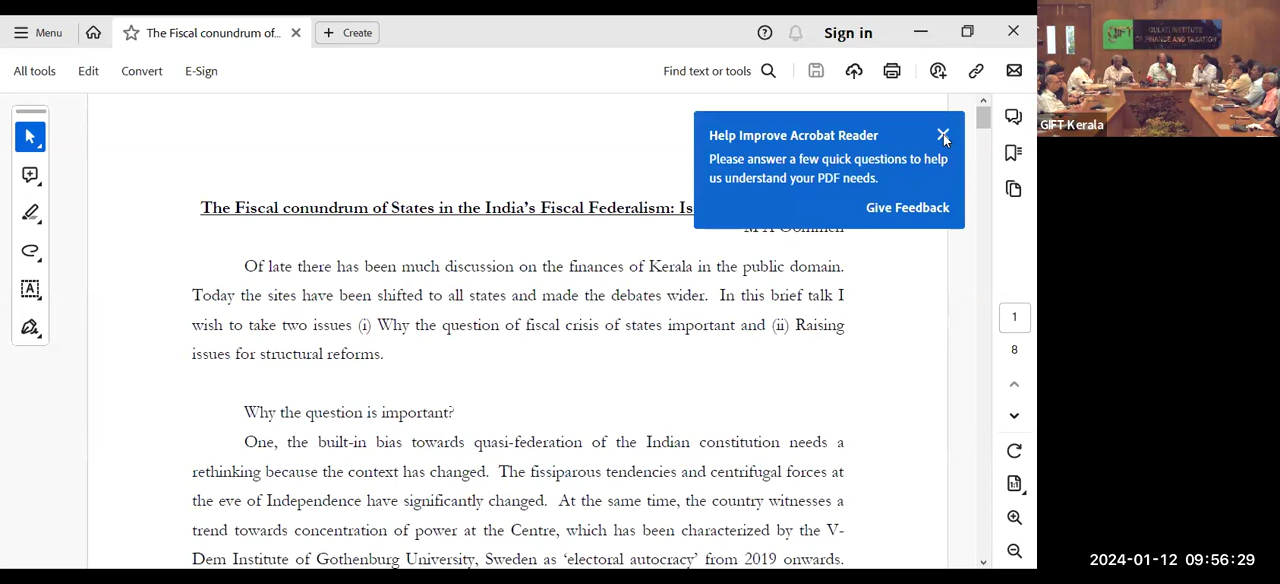 Menu
The Fiscal conundrum of...
Create
Sign in
All tools
Edit
Convert
E-Sign
Find text or tools
GULATI INSTITUTE
OF FINANCE AND TAXATION
GIFT Kerala
Help Improve Acrobat Reader
Please answer a few quick questions to help
us understand your PDF needs.
Give Feedback
The Fiscal conundrum of States in the India's Fiscal Federalism: Is
M A Oommen
Of late there has been much discussion on the finances of Kerala in the public domain.
Today the sites have been shifted to all states and made the debates wider. In this brief talk I
wish to take two issues (i) Why the question of fiscal crisis of states important and (ii) Raising
issues for structural reforms.
Why the question is important?
One, the built-in bias towards quasi-federation of the Indian constitution needs a
rethinking because the context has changed. The fissiparous tendencies and centrifugal forces at
the eve of Independence have significantly changed. At the same time, the country witnesses a
trend towards concentration of power at the Centre, which has been characterized by the V-
Dem Institute of Gothenburg University, Sweden as 'electoral autocracy' from 2019 onwards.
1
8
2024-01-12 09:56:29